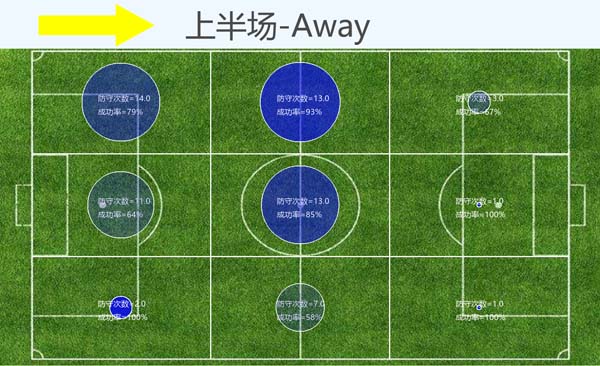 上半场-Away
防守次数=14.0
成功率=79%
防守次数=13.0
成功率=93%
防守次数=3.0
成功率=67%
防守次数=11.0
成功率=64%
防守次数=13.0
成功率=85%
防守次数=1.0
成功率=100%
防守次数=2.0
成功率=100%
防守次数=7.0
成功率=58%
防守次数=1.0
成功率=100%